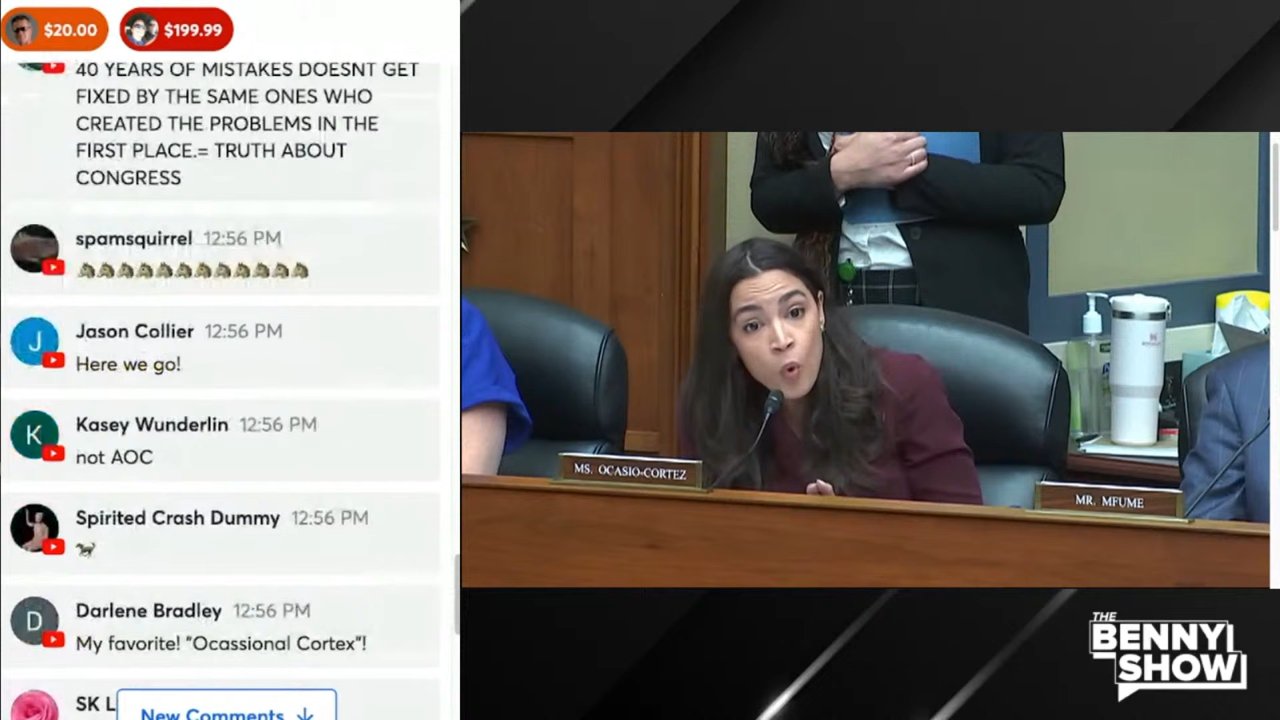 $20.00
$199.99
40 YEARS OF MISTAKES DOESNT GET
FIXED BY THE SAME ONES WHO
CREATED THE PROBLEMS IN THE
FIRST PLACE.= TRUTH ABOUT
CONGRESS
spamsquirrel 12:56 PM
🐴🐴🐴🐴🐴🐴🐴🐴🐴🐴🐴🐴
J
Jason Collier 12:56 PM
Here we go!
K
Kasey Wunderlin 12:56 PM
not AOC
Spirited Crash Dummy 12:56 PM
🐎
D
Darlene Bradley 12:56 PM
My favorite! "Ocassional Cortex"!
SK L
New Comments ↓
MS. OCASIO-CORTEZ
MR. MFUME
THE
BENNY
SHOW